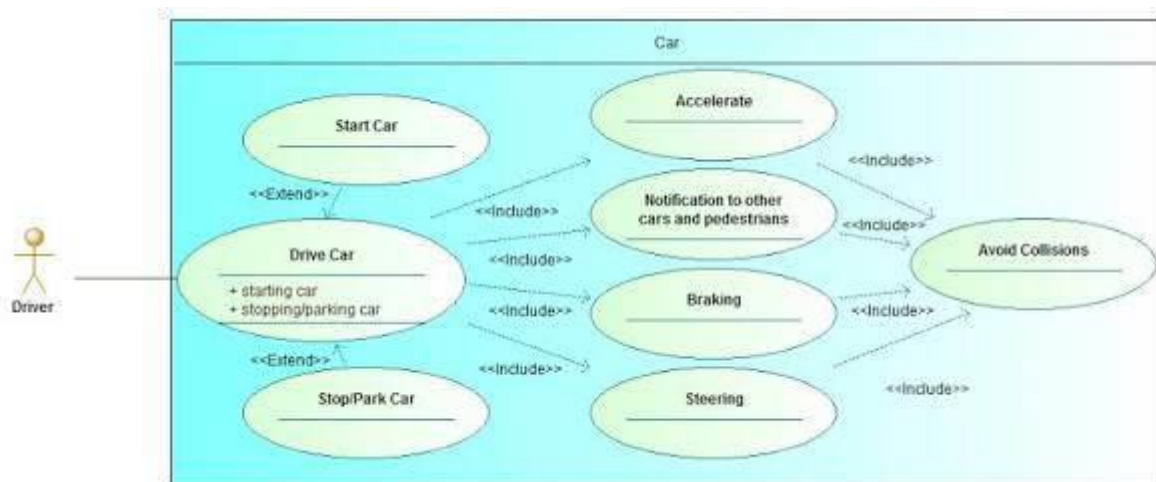 Car
Start Car
Accelerate
<<Include>>
<<Extend>>
<<Include>>
Notification to other
cars and pedestrians
<<Include>>
Driver
Drive Car
+ starting car
+ stopping/parking car
<<Include>>
<<Include>>
Braking
<<Include>>
Avoid Collisions
<<Extend>>
<<Include>>
Stop/Park Car
Steering
<<Include>>